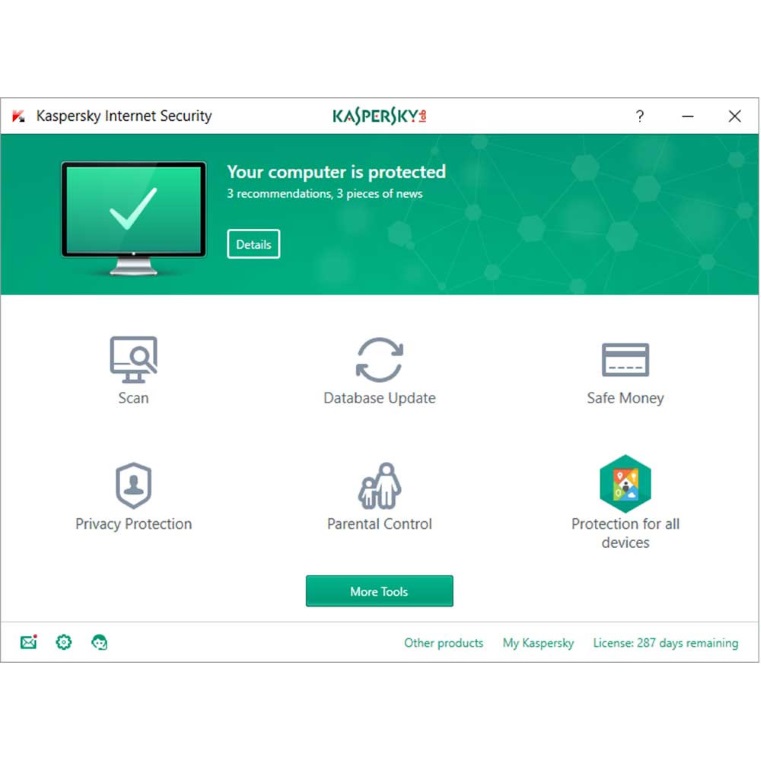 Kaspersky Internet Security
KASPERSKY lab
?
Your computer is protected
3 recommendations, 3 pieces of news
Details
Scan
Database Update
Safe Money
Privacy Protection
Parental Control
Protection for all
devices
More Tools
Other products
My Kaspersky
License: 287 days remaining